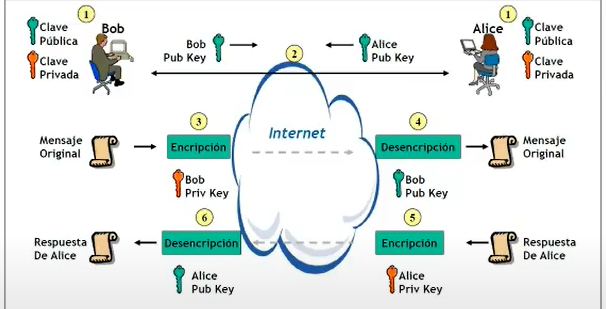 1
Clave
Pública
Clave
Privada
Bob
Bob
Pub Key
2
Alice
Pub Key
Alice
1
Clave
Pública
Clave
Privada
Mensaje
Original
3
Encripción
Bob
Priv Key
Internet
4
Desencripción
Bob
Pub Key
Mensaje
Original
Respuesta
De Alice
6
Desencripción
Alice
Pub Key
5
Encripción
Alice
Priv Key
Respuesta
De Alice